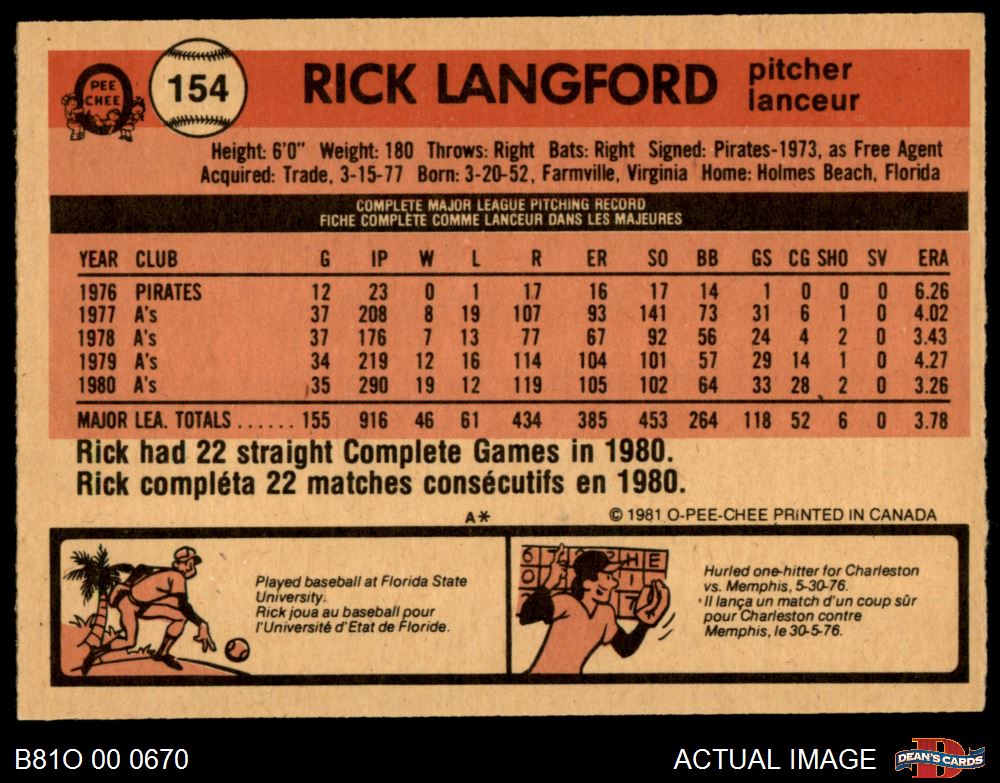 PEE
CHEE
154
RICK LANGFORD
pitcher
lanceur
Height: 6'0" Weight: 180 Throws: Right Bats: Right Signed: Pirates-1973, as Free Agent
Acquired: Trade, 3-15-77 Born: 3-20-52, Farmville, Virginia Home: Holmes Beach, Florida
COMPLETE MAJOR LEAGUE PITCHING RECORD
FICHE COMPLÈTE COMME LANCEUR DANS LES MAJEURES
YEAR CLUB G IP W L R ER SO BB GS CG SHO SV ERA
1976 PIRATES 12 23 0 1 17 16 17 14 1 0 0 0 6.26
1977 A's 37 208 8 19 107 93 141 73 31 6 1 0 4.02
1978 A's 37 176 7 13 77 67 92 56 24 4 2 0 3.43
1979 A's 34 219 12 16 114 104 101 57 29 14 1 0 4.27
1980 A's 35 290 19 12 119 105 102 64 33 28 2 0 3.26
MAJOR LEA. TOTALS ...... 155 916 46 61 434 385 453 264 118 52 6 0 3.78
Rick had 22 straight Complete Games in 1980.
Rick compléta 22 matches consécutifs en 1980.
A* © 1981 O-PEE-CHEE PRINTED IN CANADA
Played baseball at Florida State
University.
Rick joua au baseball pour
l'Université d'Etat de Floride.
H E
Hurled one-hitter for Charleston
vs. Memphis, 5-30-76.
Il lança un match d'un coup sûr
pour Charleston contre
Memphis, le 30-5-76.
B81O 00 0670
ACTUAL IMAGE
D
DEAN'S CARDS